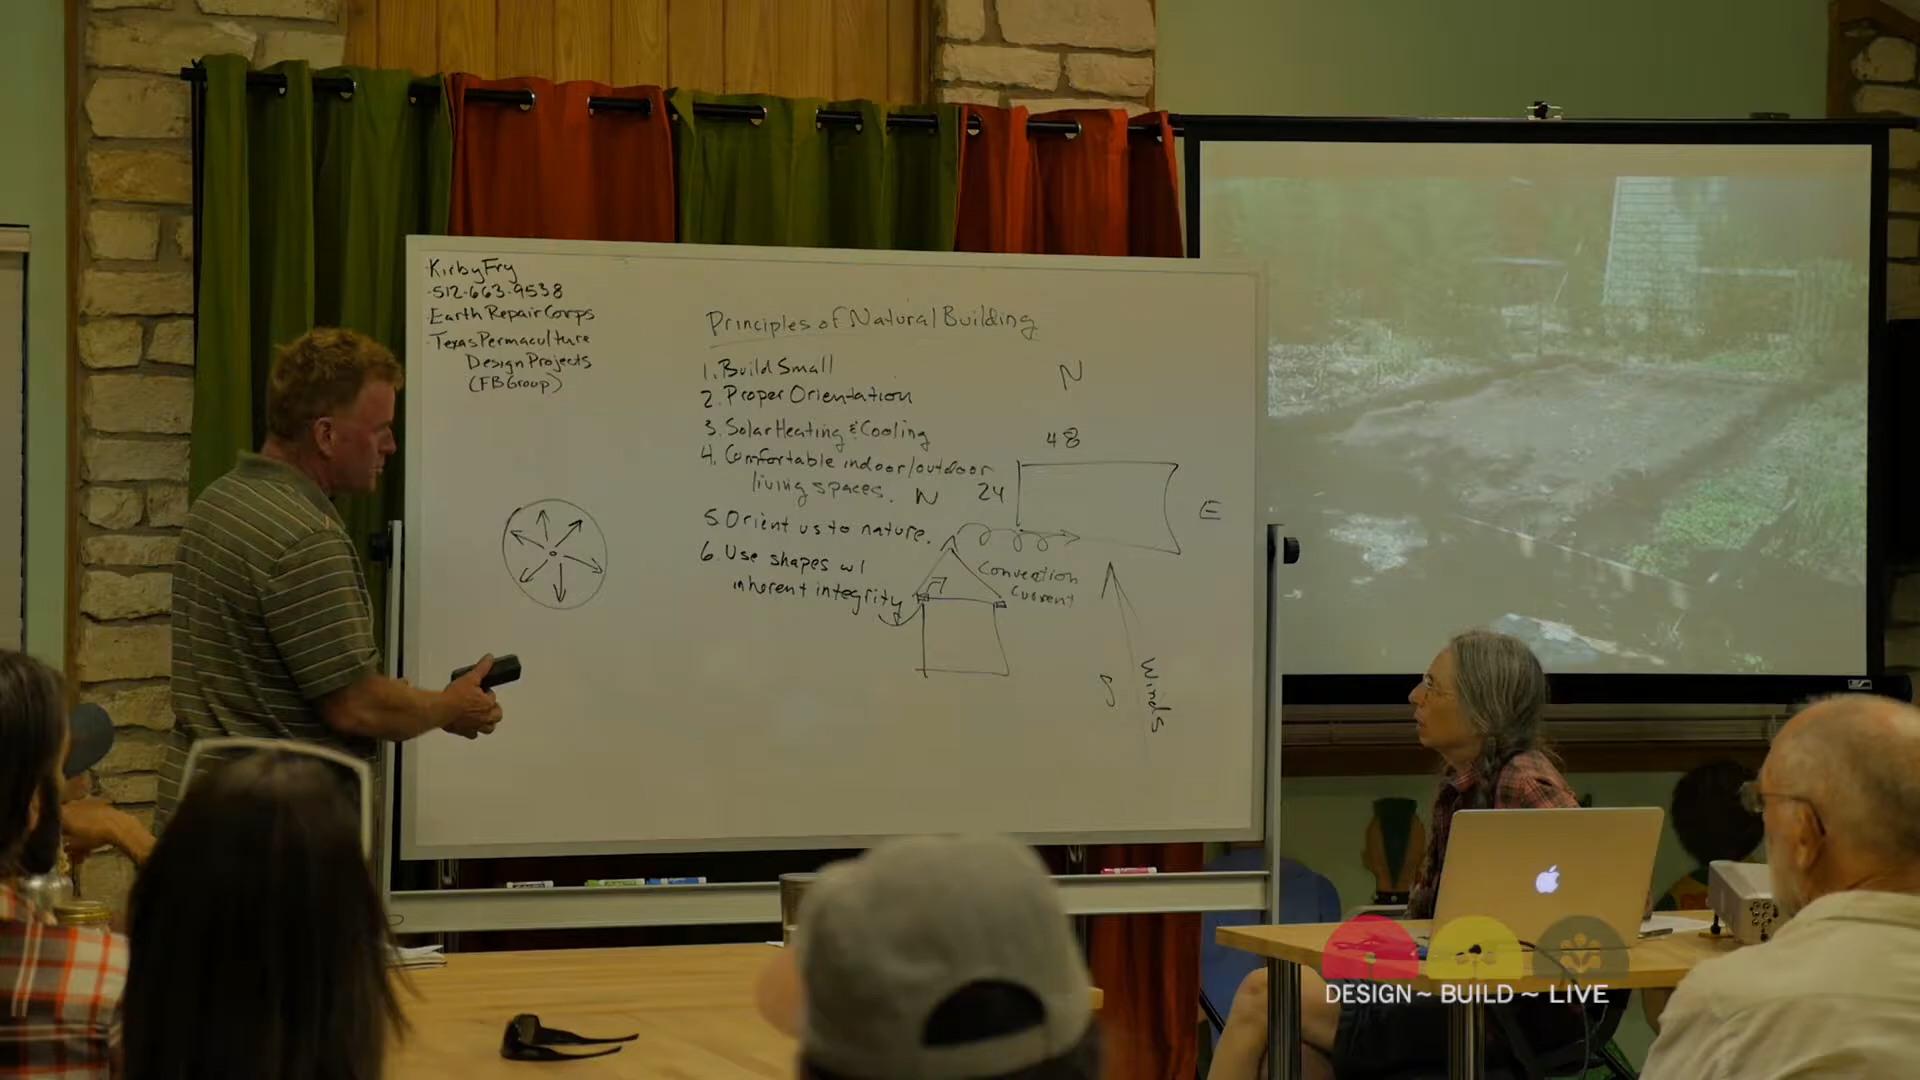 KirbyFry
·512·663·9538
·Earth Repair Corps
·Texas Permaculture
Design Projects
(FB Group)
Principles of Natural Building
1. Build Small
2. Proper Orientation
3. Solar Heating & Cooling
4. Comfortable indoor/outdoor
living spaces.
5. Orient us to nature.
6. Use shapes w/
inherent integrity
N
48
N
24
E
Convection
Current
S
Winds
DESIGN ~ BUILD ~ LIVE